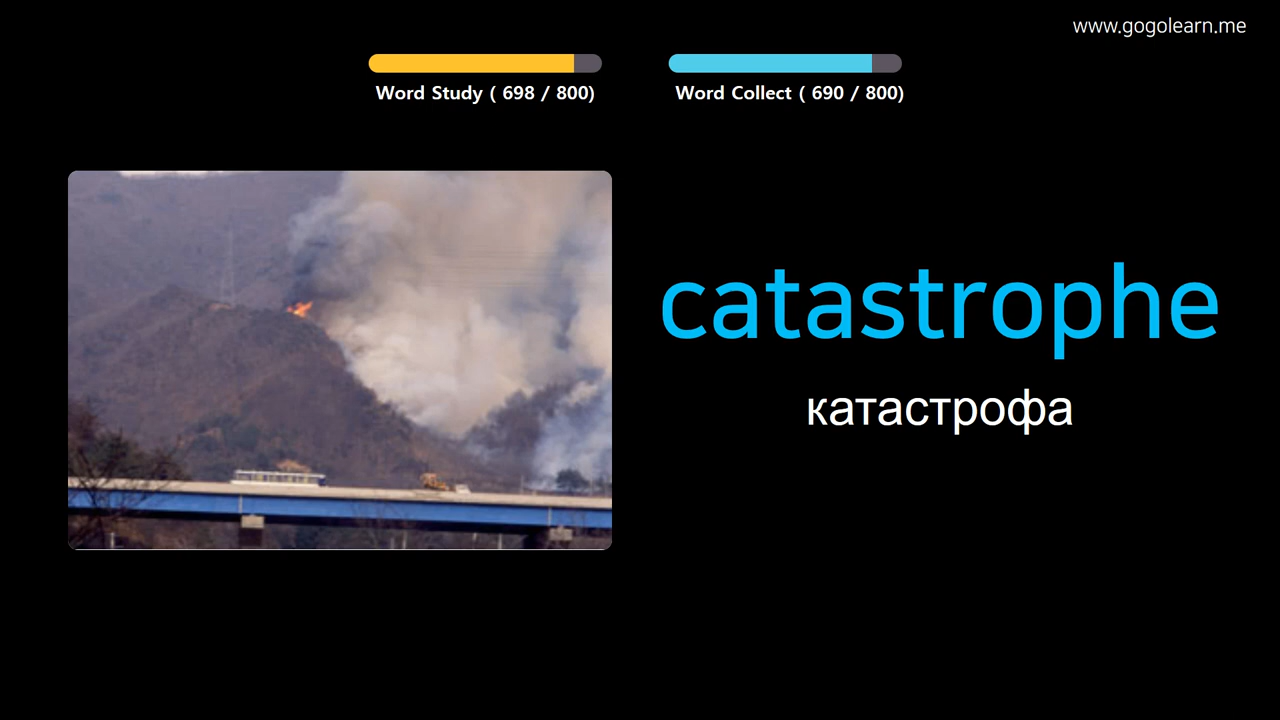 www.gogolearn.me
Word Study ( 698 / 800)
Word Collect ( 690 / 800)
catastrophe
катастрофа